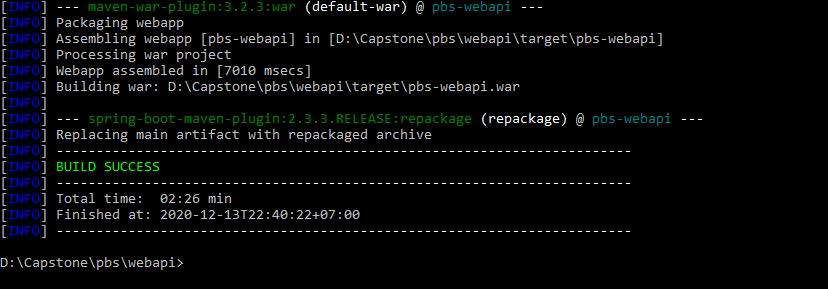 [INFO] --- maven-war-plugin:3.2.3:war (default-war) @ pbs-webapi ---
[INFO] Packaging webapp
[INFO] Assembling webapp [pbs-webapi] in [D:\Capstone\pbs\webapi\target\pbs-webapi]
[INFO] Processing war project
[INFO] Webapp assembled in [7010 msecs]
[INFO] Building war: D:\Capstone\pbs\webapi\target\pbs-webapi.war
[INFO]
[INFO] --- spring-boot-maven-plugin:2.3.3.RELEASE:repackage (repackage) @ pbs-webapi ---
[INFO] Replacing main artifact with repackaged archive
[INFO] ------------------------------------------------------------------------
[INFO] BUILD SUCCESS
[INFO] ------------------------------------------------------------------------
[INFO] Total time:  02:26 min
[INFO] Finished at: 2020-12-13T22:40:22+07:00
[INFO] ------------------------------------------------------------------------
D:\Capstone\pbs\webapi>